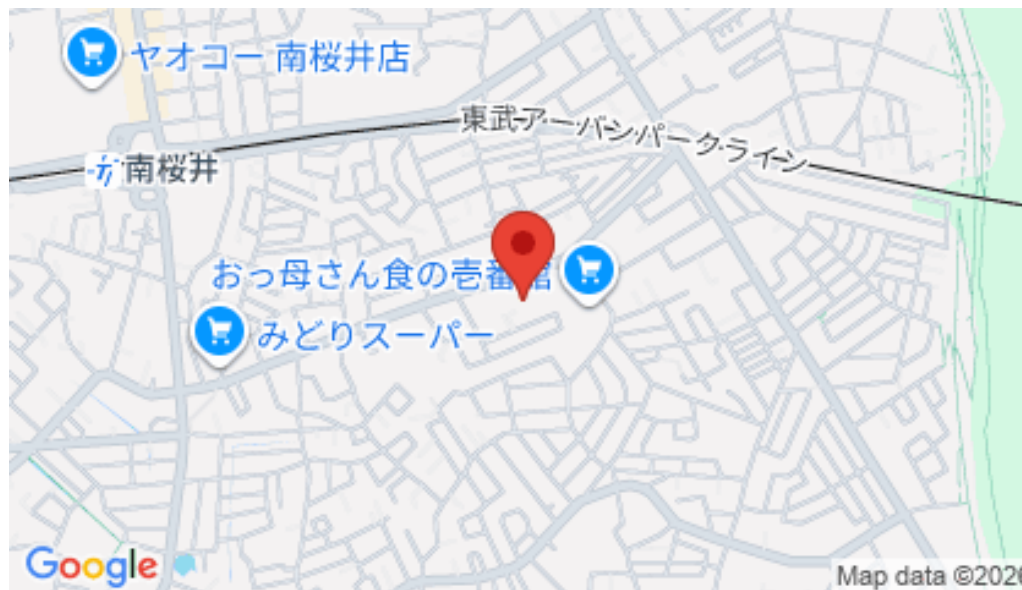 ヤオコー 南桜井店
東武アーバンパークライン
南桜井
おっ母さん食の壱番館
みどりスーパー
Google
Map data ©2026